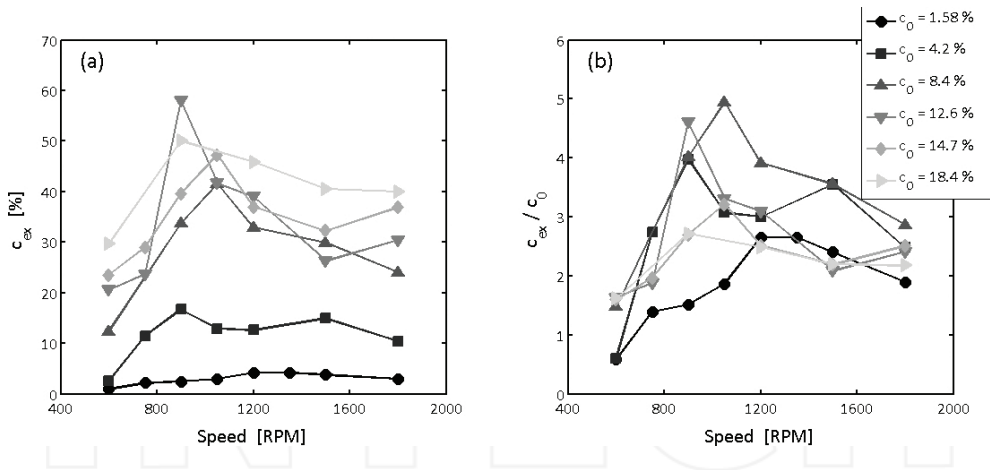 (a)
70
60
50
40
30
20
10
0
c_ex [%]
400 800 1200 1600 2000
Speed [RPM]
(b)
6
5
4
3
2
1
0
c_ex / c_0
400 800 1200 1600 2000
Speed [RPM]
c_0 = 1.58 %
c_0 = 4.2 %
c_0 = 8.4 %
c_0 = 12.6 %
c_0 = 14.7 %
c_0 = 18.4 %